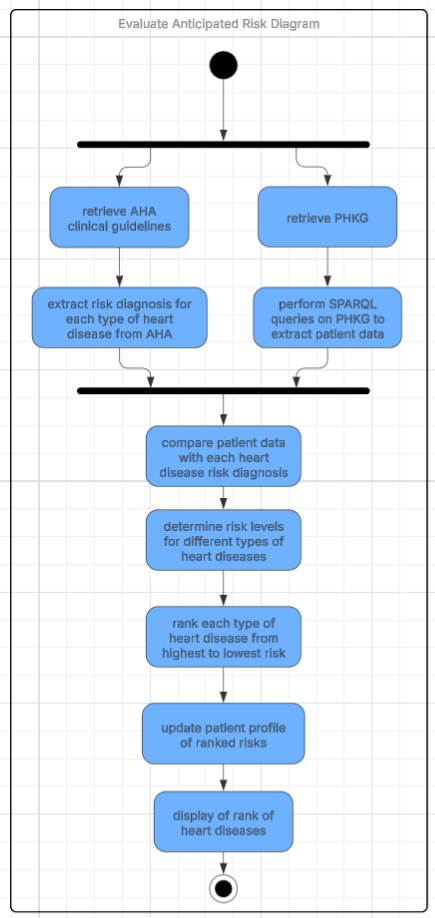 Evaluate Anticipated Risk Diagram
retrieve AHA
clinical guidelines
retrieve PHKG
extract risk diagnosis for
each type of heart
disease from AHA
perform SPARQL
queries on PHKG to
extract patient data
compare patient data
with each heart
disease risk diagnosis
determine risk levels
for different types of
heart diseases
rank each type of
heart disease from
highest to lowest risk
update patient profile
of ranked risks
display of rank of
heart diseases